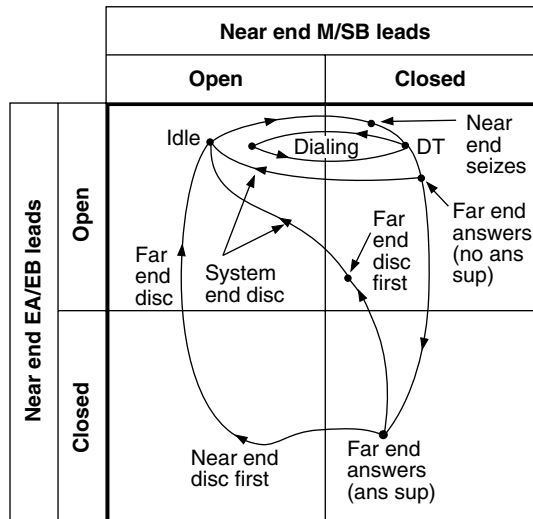 Near end M/SB leads
Open
Closed
Near end EA/EB leads
Open
Closed
Idle
Dialing
DT
Near
end
seizes
Far end
answers
(no ans
sup)
Far
end
disc
first
Far
end
disc
System
end disc
Near end
disc first
Far end
answers
(ans sup)